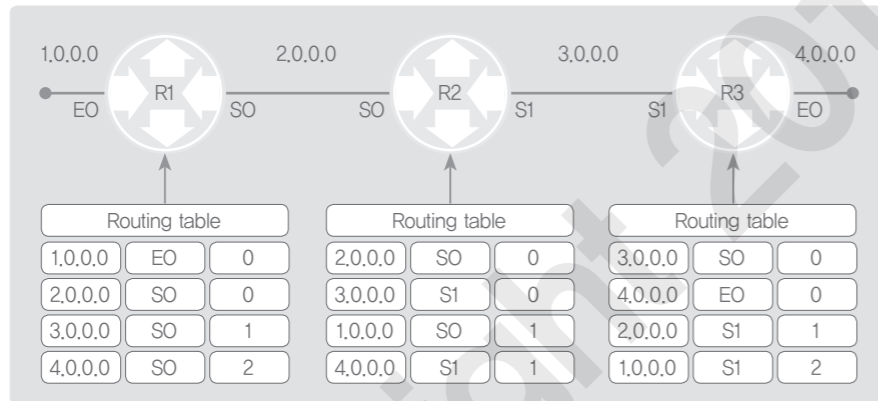 1.0.0.0 2.0.0.0 3.0.0.0 4.0.0.0
R1 R2 R3
EO SO SO S1 S1 EO
Routing table Routing table Routing table
1.0.0.0 EO 0 2.0.0.0 SO 0 3.0.0.0 SO 0
2.0.0.0 SO 0 3.0.0.0 S1 0 4.0.0.0 EO 0
3.0.0.0 SO 1 1.0.0.0 SO 1 2.0.0.0 S1 1
4.0.0.0 SO 2 4.0.0.0 S1 1 1.0.0.0 S1 2